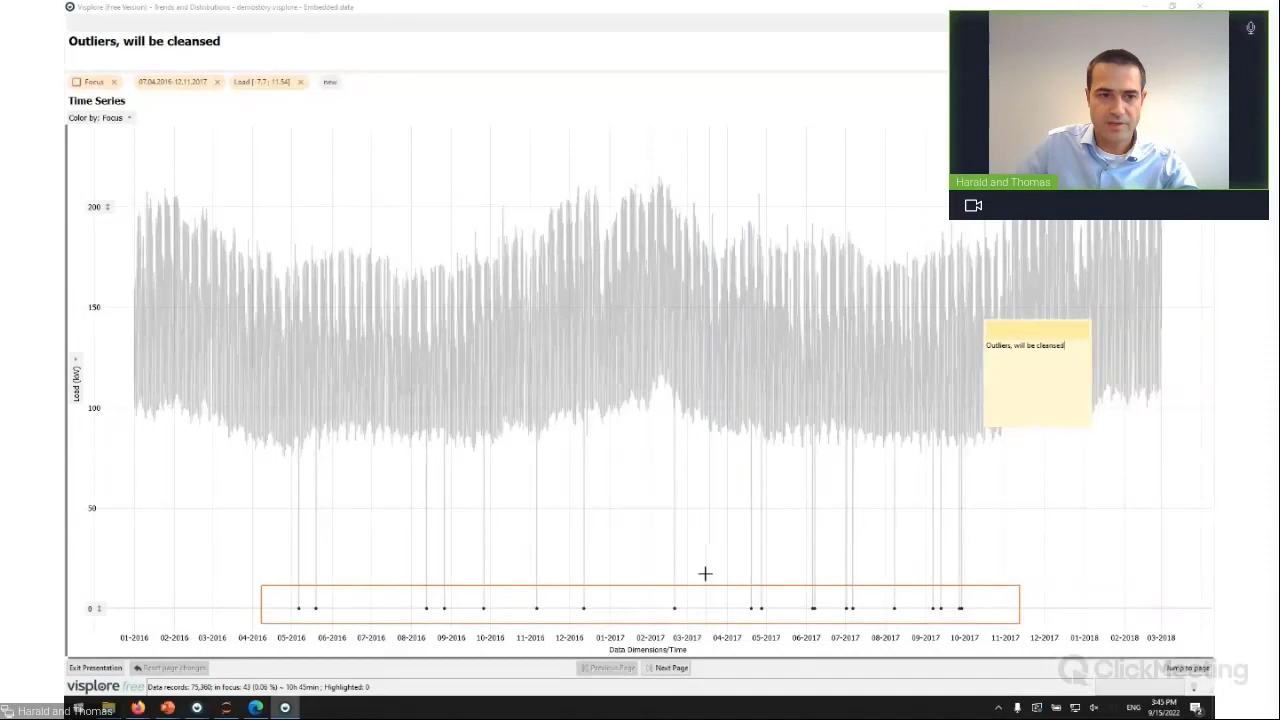 Visplore (Free Version) - Trends and Distributions - demostory.visplore - Embedded data
Outliers, will be cleansed
Focus
07.04.2016-12.11.2017
Load [-7.7 ; 11.54]
new
Time Series
Color by: Focus
Harald and Thomas
200
150
100
50
0
Load [kW]
Outliers, will be cleansed
01-2016 02-2016 03-2016 04-2016 05-2016 06-2016 07-2016 08-2016 09-2016 10-2016 11-2016 12-2016 01-2017 02-2017 03-2017 04-2017 05-2017 06-2017 07-2017 08-2017 09-2017 10-2017 11-2017 12-2017 01-2018 02-2018 03-2018
Data Dimensions/Time
Exit Presentation Reset page changes Previous Page Next Page Jump to page
ClickMeeting
visplore free Data records: 75,360; in focus: 43 (0.06 %) ~ 10h 45min ; Highlighted: 0
Harald and Thomas
ENG
3:45 PM
9/15/2022
2